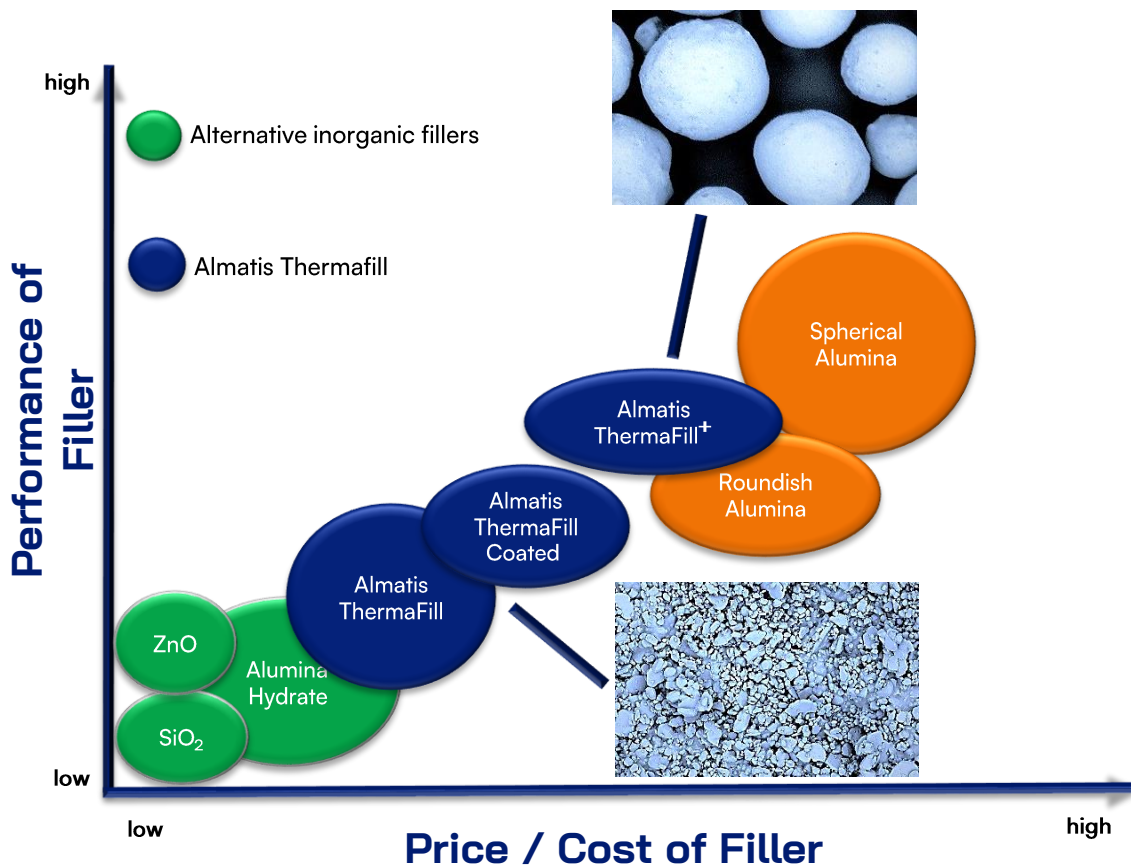 high
Alternative inorganic fillers
Almatis Thermafill
Performance of
Filler
Spherical
Alumina
Almatis
ThermaFill⁺
Roundish
Alumina
Almatis
ThermaFill
Coated
Almatis
ThermaFill
ZnO
Alumina
Hydrate
SiO₂
low
low
high
Price / Cost of Filler